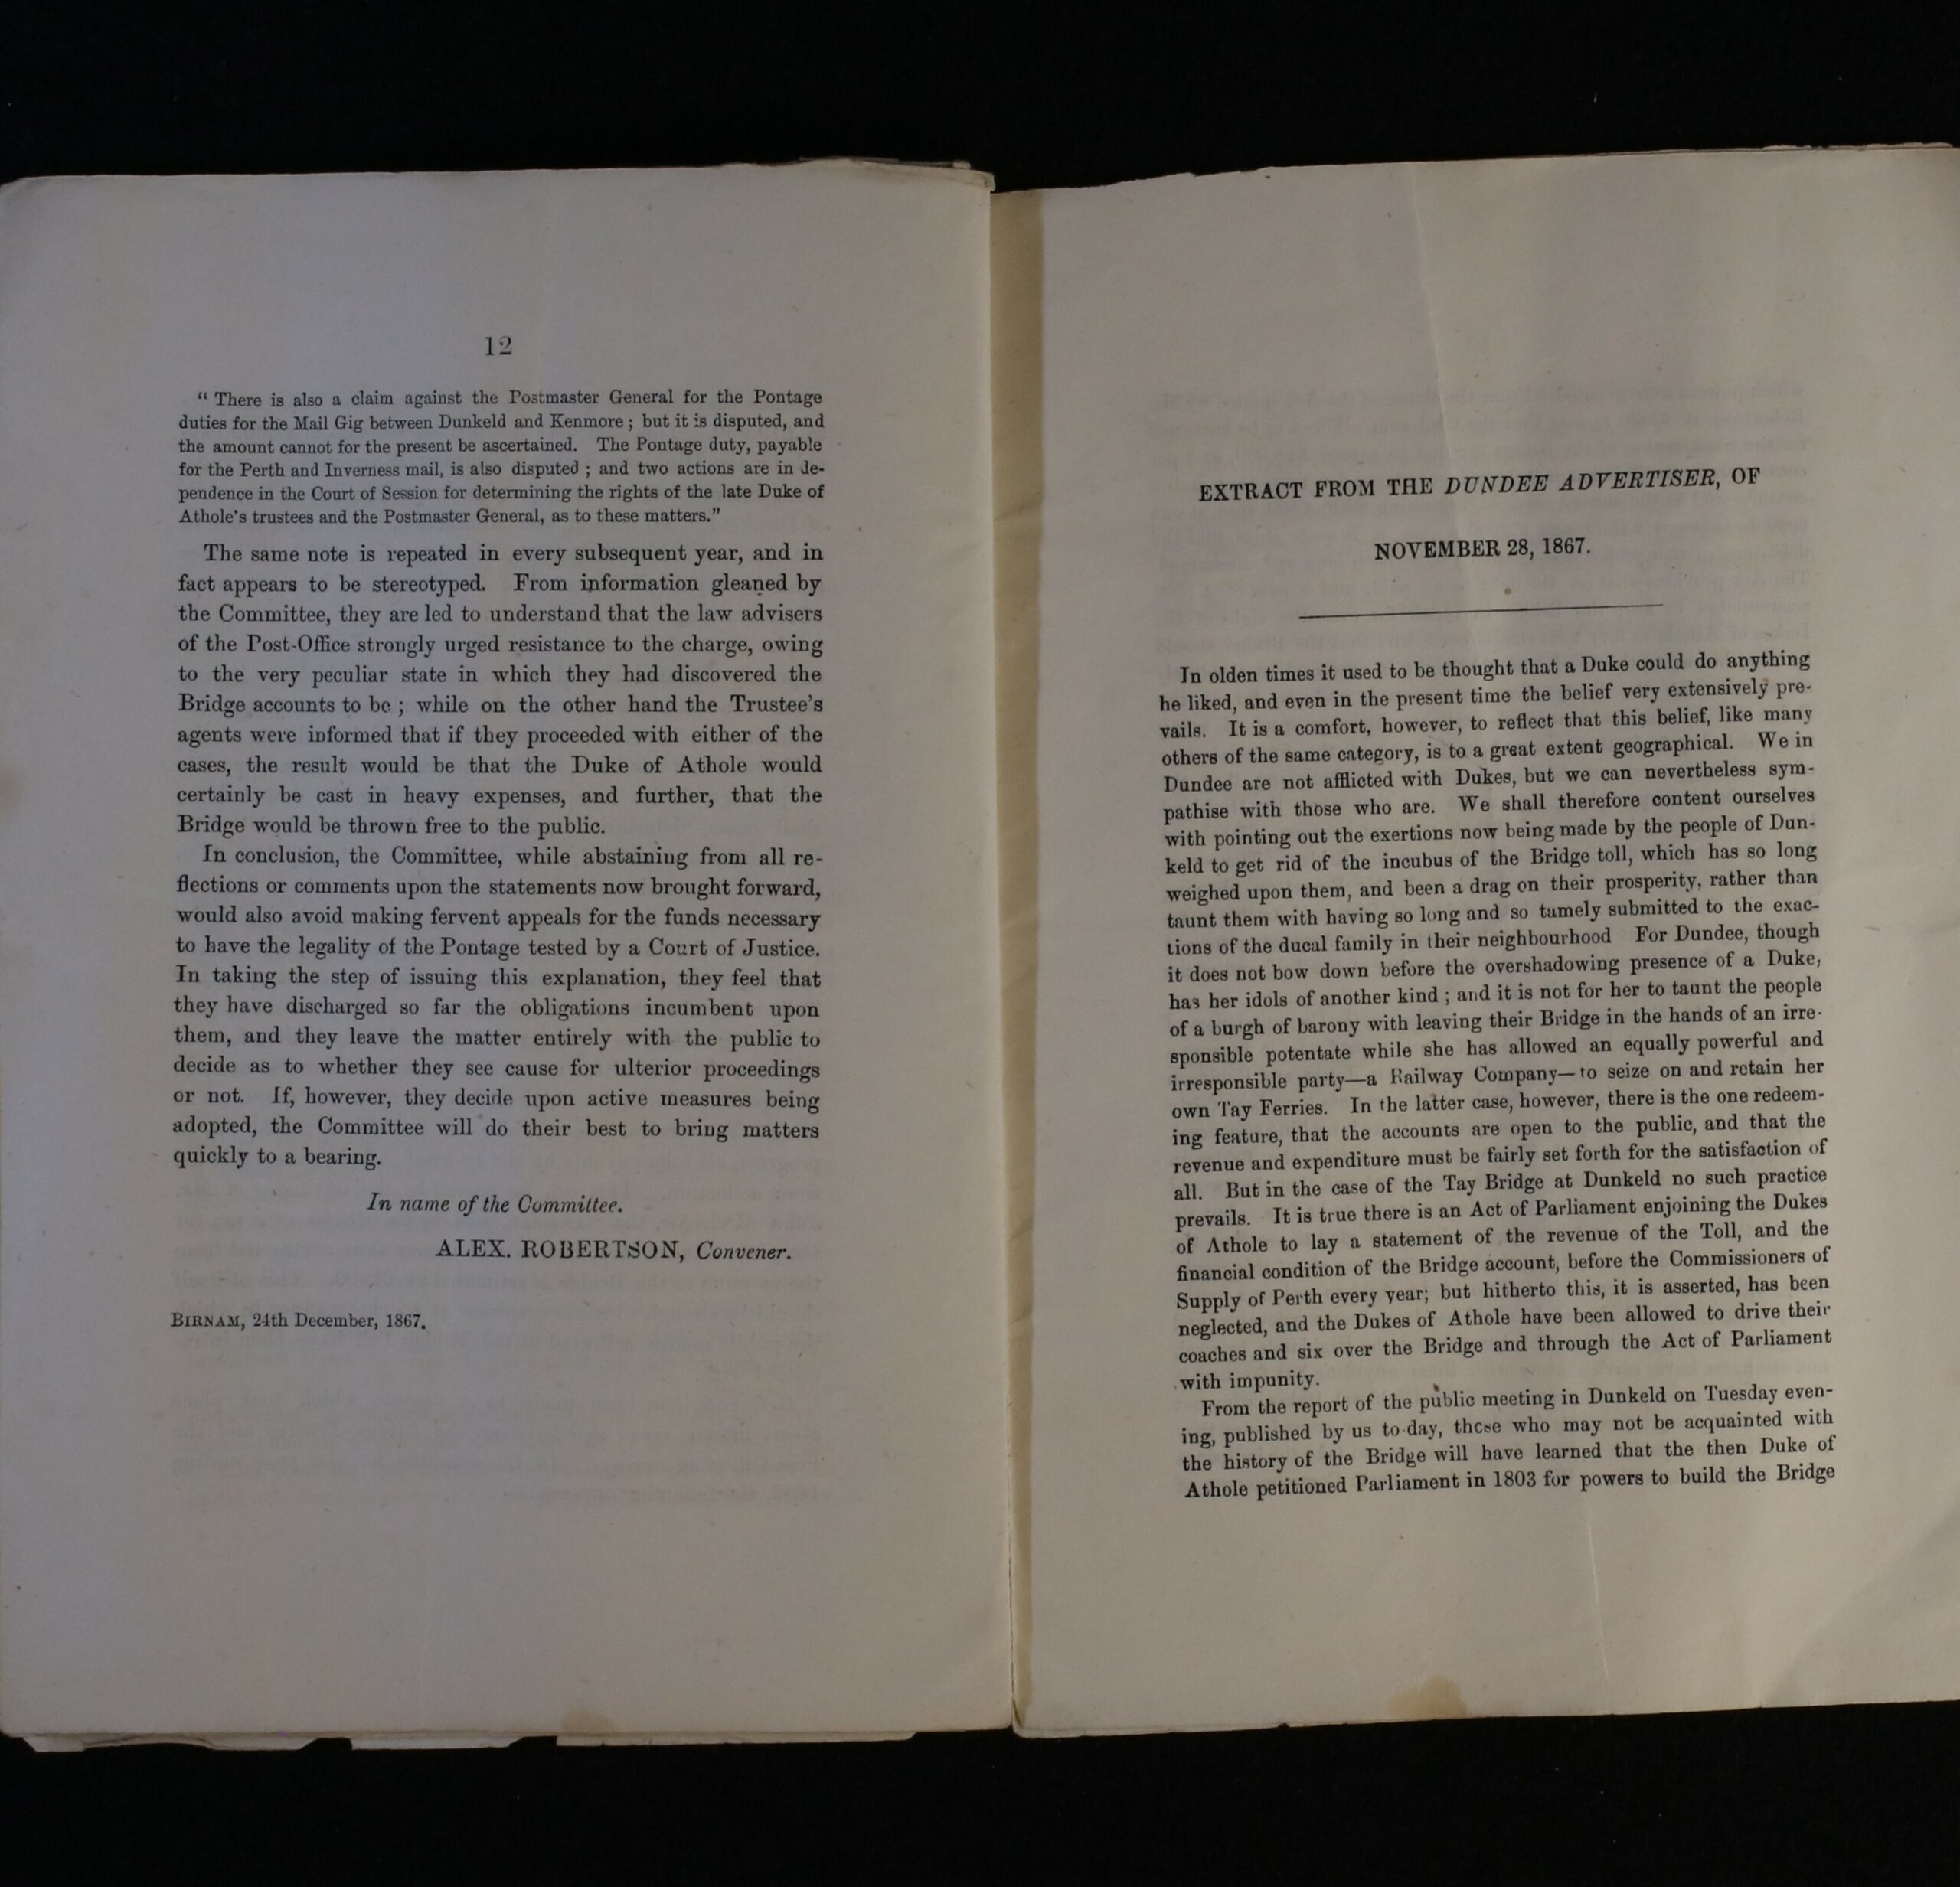 12
“ There is also a claim against the Postmaster General for the Pontage
duties for the Mail Gig between Dunkeld and Kenmore ; but it is disputed, and
the amount cannot for the present be ascertained. The Pontage duty, payable
for the Perth and Inverness mail, is also disputed ; and two actions are in de-
pendence in the Court of Session for determining the rights of the late Duke of
Athole's trustees and the Postmaster General, as to these matters.”
The same note is repeated in every subsequent year, and in
fact appears to be stereotyped. From information gleaned by
the Committee, they are led to understand that the law advisers
of the Post-Office strongly urged resistance to the charge, owing
to the very peculiar state in which they had discovered the
Bridge accounts to be ; while on the other hand the Trustee's
agents were informed that if they proceeded with either of the
cases, the result would be that the Duke of Athole would
certainly be cast in heavy expenses, and further, that the
Bridge would be thrown free to the public.
In conclusion, the Committee, while abstaining from all re-
flections or comments upon the statements now brought forward,
would also avoid making fervent appeals for the funds necessary
to have the legality of the Pontage tested by a Court of Justice.
In taking the step of issuing this explanation, they feel that
they have discharged so far the obligations incumbent upon
them, and they leave the matter entirely with the public to
decide as to whether they see cause for ulterior proceedings
or not. If, however, they decide upon active measures being
adopted, the Committee will do their best to bring matters
quickly to a bearing.
In name of the Committee.
ALEX. ROBERTSON, Convener.
BIRNAM, 24th December, 1867.
EXTRACT FROM THE DUNDEE ADVERTISER, OF
NOVEMBER 28, 1867.
In olden times it used to be thought that a Duke could do anything
he liked, and even in the present time the belief very extensively pre-
vails. It is a comfort, however, to reflect that this belief, like many
others of the same category, is to a great extent geographical. We in
Dundee are not afflicted with Dukes, but we can nevertheless sym-
pathise with those who are. We shall therefore content ourselves
with pointing out the exertions now being made by the people of Dun-
keld to get rid of the incubus of the Bridge toll, which has so long
weighed upon them, and been a drag on their prosperity, rather than
taunt them with having so long and so tamely submitted to the exac-
tions of the ducal family in their neighbourhood For Dundee, though
it does not bow down before the overshadowing presence of a Duke,
has her idols of another kind ; and it is not for her to taunt the people
of a burgh of barony with leaving their Bridge in the hands of an irre-
sponsible potentate while she has allowed an equally powerful and
irresponsible party—a Railway Company—to seize on and retain her
own Tay Ferries. In the latter case, however, there is the one redeem-
ing feature, that the accounts are open to the public, and that the
revenue and expenditure must be fairly set forth for the satisfaction of
all. But in the case of the Tay Bridge at Dunkeld no such practice
prevails. It is true there is an Act of Parliament enjoining the Dukes
of Athole to lay a statement of the revenue of the Toll, and the
financial condition of the Bridge account, before the Commissioners of
Supply of Perth every year; but hitherto this, it is asserted, has been
neglected, and the Dukes of Athole have been allowed to drive their
coaches and six over the Bridge and through the Act of Parliament
with impunity.
From the report of the public meeting in Dunkeld on Tuesday even-
ing, published by us to-day, those who may not be acquainted with
the history of the Bridge will have learned that the then Duke of
Athole petitioned Parliament in 1803 for powers to build the Bridge